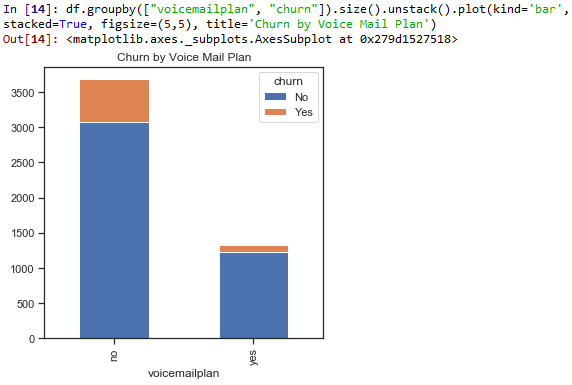 In [14]: df.groupby(["voicemailplan", "churn"]).size().unstack().plot(kind='bar',
stacked=True, figsize=(5,5), title='Churn by Voice Mail Plan')
Out[14]: <matplotlib.axes._subplots.AxesSubplot at 0x279d1527518>
Churn by Voice Mail Plan
churn
No
Yes
3500
3000
2500
2000
1500
1000
500
0
no
yes
voicemailplan